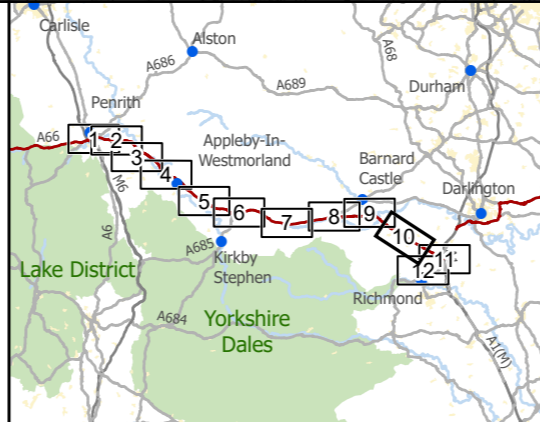 Carlisle
Alston
A686
A68
A689
Durham
Penrith
A66
1
2
3
4
5
6
7
8
9
10
11
12
Appleby-In-
Westmorland
Barnard
Castle
Darlington
M6
A6
A685
Kirkby
Stephen
Lake District
Richmond
A684
Yorkshire
Dales
A1(M)